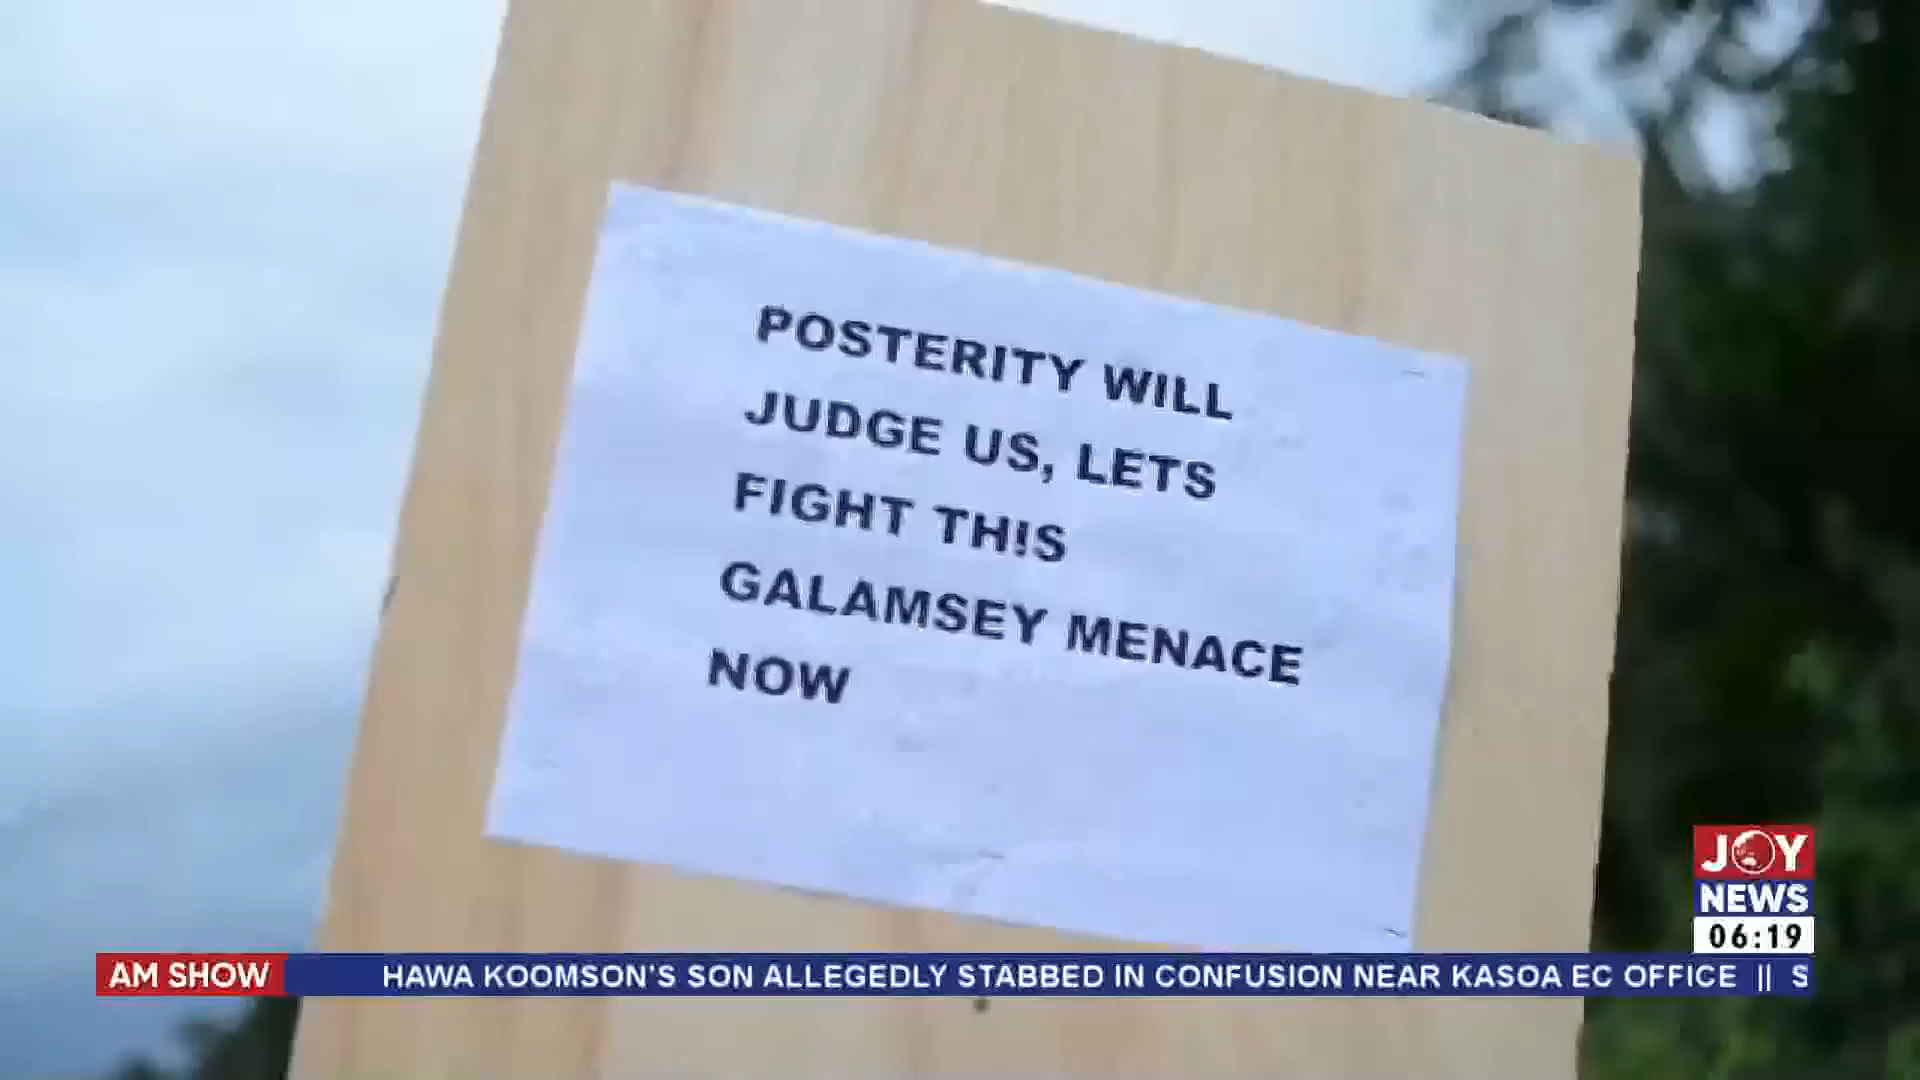 POSTERITY WILL
JUDGE US, LETS
FIGHT TH!S
GALAMSEY MENACE
NOW
JOY
NEWS
06:19
AM SHOW
HAWA KOOMSON'S SON ALLEGEDLY STABBED IN CONFUSION NEAR KASOA EC OFFICE || S